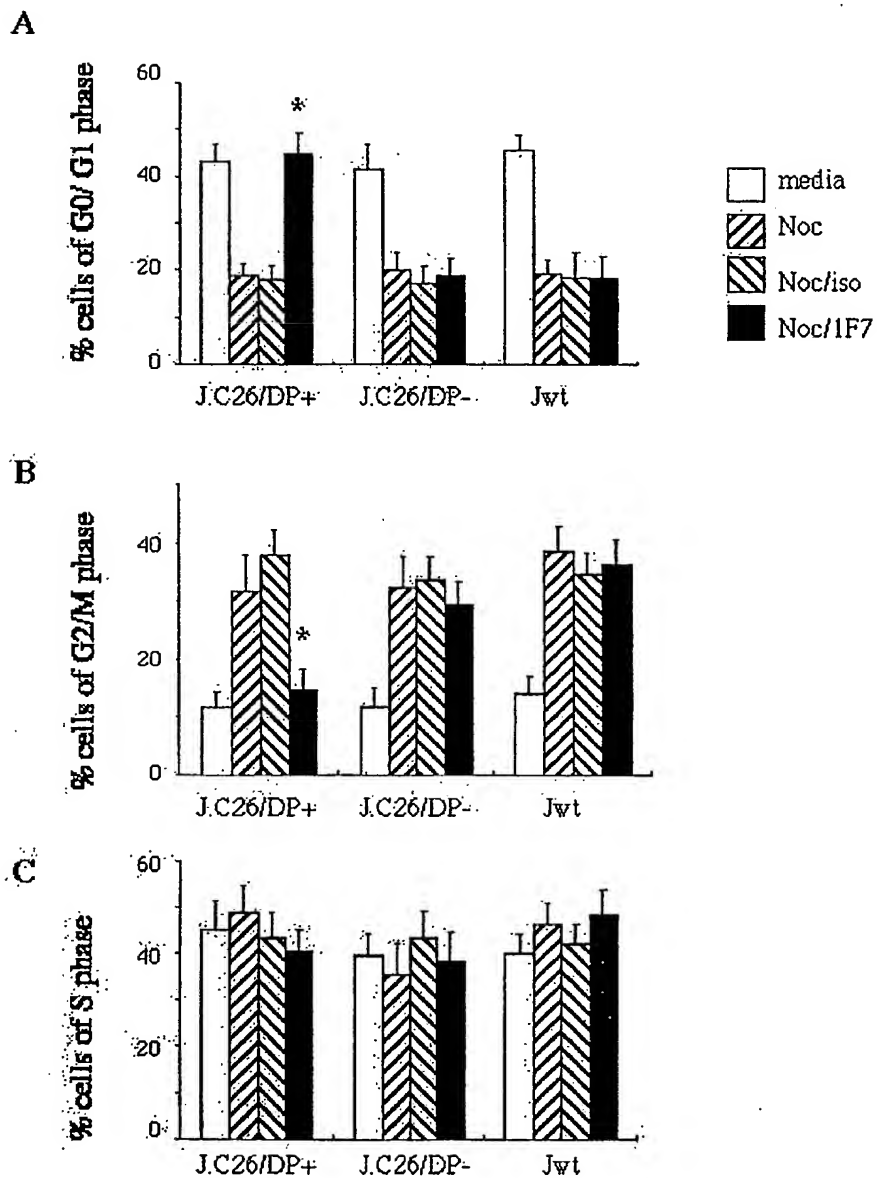 A
% cells of G0/ G1 phase
60
40
20
0
*
J.C26/DP+ J.C26/DP- Jwt
media
Noc
Noc/iso
Noc/1F7
B
% cells of G2/M phase
40
20
0
*
J.C26/DP+ J.C26/DP- Jwt
C
% cells of S phase
60
40
20
0
J.C26/DP+ J.C26/DP- Jwt